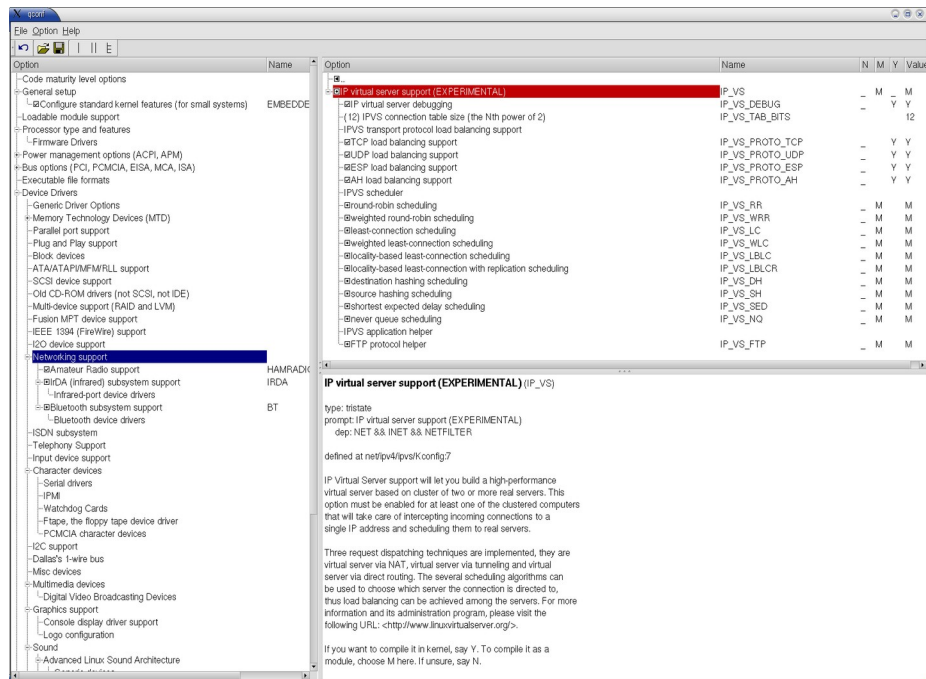 X qconf
File Option Help
Option Name
Code maturity level options
General setup
Configure standard kernel features (for small systems) EMBEDDE
Loadable module support
Processor type and features
Firmware Drivers
Power management options (ACPI, APM)
Bus options (PCI, PCMCIA, EISA, MCA, ISA)
Executable file formats
Device Drivers
Generic Driver Options
Memory Technology Devices (MTD)
Parallel port support
Plug and Play support
Block devices
ATA/ATAPI/MFM/RLL support
SCSI device support
Old CD-ROM drivers (not SCSI, not IDE)
Multi-device support (RAID and LVM)
Fusion MPT device support
IEEE 1394 (FireWire) support
I2O device support
Networking support
Amateur Radio support HAMRADIO
IrDA (infrared) subsystem support IRDA
Infrared-port device drivers
Bluetooth subsystem support BT
Bluetooth device drivers
ISDN subsystem
Telephony Support
Input device support
Character devices
Serial drivers
IPMI
Watchdog Cards
Ftape, the floppy tape device driver
PCMCIA character devices
I2C support
Dallas's 1-wire bus
Misc devices
Multimedia devices
Digital Video Broadcasting Devices
Graphics support
Console display driver support
Logo configuration
Sound
Advanced Linux Sound Architecture
Option Name N M Y Value
..
IP virtual server support (EXPERIMENTAL) IP_VS _ M _ M
IP virtual server debugging IP_VS_DEBUG _ Y Y
(12) IPVS connection table size (the Nth power of 2) IP_VS_TAB_BITS 12
IPVS transport protocol load balancing support
TCP load balancing support IP_VS_PROTO_TCP _ Y Y
UDP load balancing support IP_VS_PROTO_UDP _ Y Y
ESP load balancing support IP_VS_PROTO_ESP _ Y Y
AH load balancing support IP_VS_PROTO_AH _ Y Y
IPVS scheduler
round-robin scheduling IP_VS_RR _ M M
weighted round-robin scheduling IP_VS_WRR _ M M
least-connection scheduling IP_VS_LC _ M M
weighted least-connection scheduling IP_VS_WLC _ M M
locality-based least-connection scheduling IP_VS_LBLC _ M M
locality-based least-connection with replication scheduling IP_VS_LBLCR _ M M
destination hashing scheduling IP_VS_DH _ M M
source hashing scheduling IP_VS_SH _ M M
shortest expected delay scheduling IP_VS_SED _ M M
never queue scheduling IP_VS_NQ _ M M
IPVS application helper
FTP protocol helper IP_VS_FTP _ M M
IP virtual server support (EXPERIMENTAL) (IP_VS)
type: tristate
prompt: IP virtual server support (EXPERIMENTAL)
dep: NET && INET && NETFILTER
defined at net/ipv4/ipvs/Kconfig:7
IP Virtual Server support will let you build a high-performance
virtual server based on cluster of two or more real servers. This
option must be enabled for at least one of the clustered computers
that will take care of intercepting incoming connections to a
single IP address and scheduling them to real servers.
Three request dispatching techniques are implemented, they are
virtual server via NAT, virtual server via tunneling and virtual
server via direct routing. The several scheduling algorithms can
be used to choose which server the connection is directed to,
thus load balancing can be achieved among the servers. For more
information and its administration program, please visit the
following URL: <http://www.linuxvirtualserver.org/>.
If you want to compile it in kernel, say Y. To compile it as a
module, choose M here. If unsure, say N.